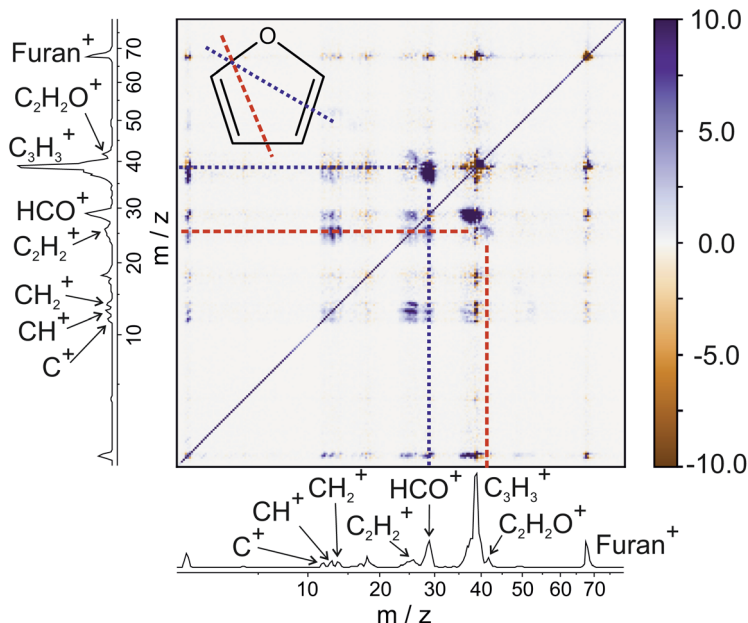 Furan⁺
C₂H₂O⁺
C₃H₃⁺
HCO⁺
C₂H₂⁺
CH₂⁺
CH⁺
C⁺
70
60
50
40
30
20
10
m / z
O
10.0
5.0
0.0
-5.0
-10.0
CH₂⁺
HCO⁺
C₃H₃⁺
CH⁺
C₂H₂⁺
C₂H₂O⁺
C⁺
Furan⁺
10 20 30 40 50 60 70
m / z